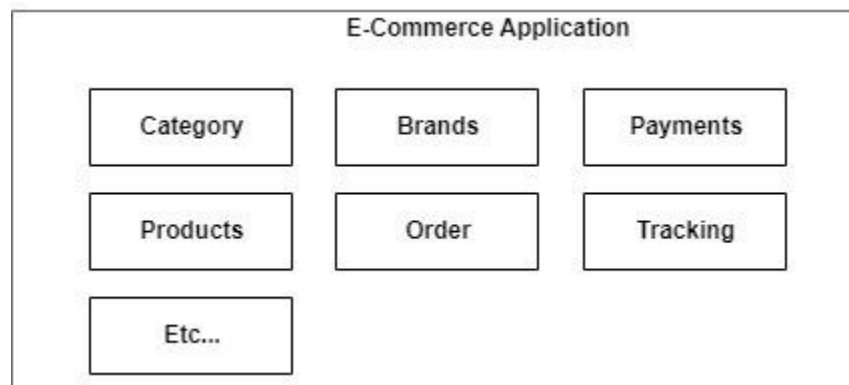 E-Commerce Application
Category
Brands
Payments
Products
Order
Tracking
Etc...